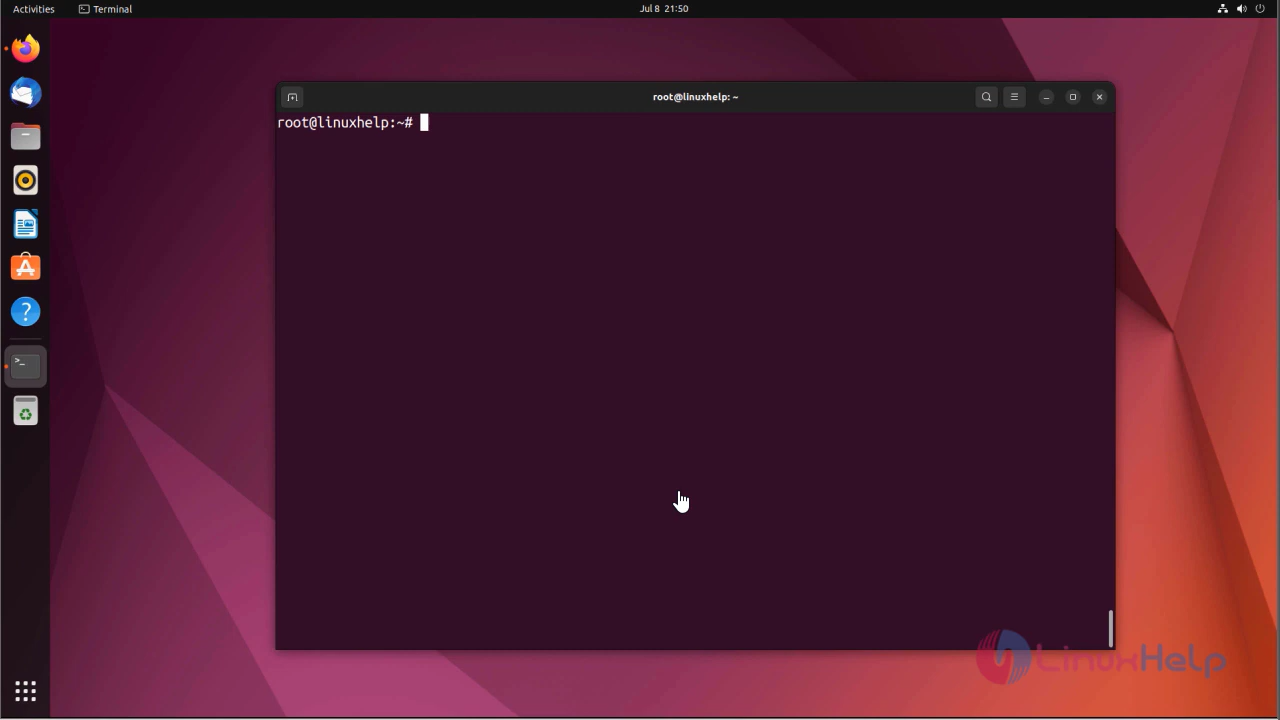 Activities
Terminal
Jul 8 21:50
root@linuxhelp: ~
root@linuxhelp:~#
LinuxHelp